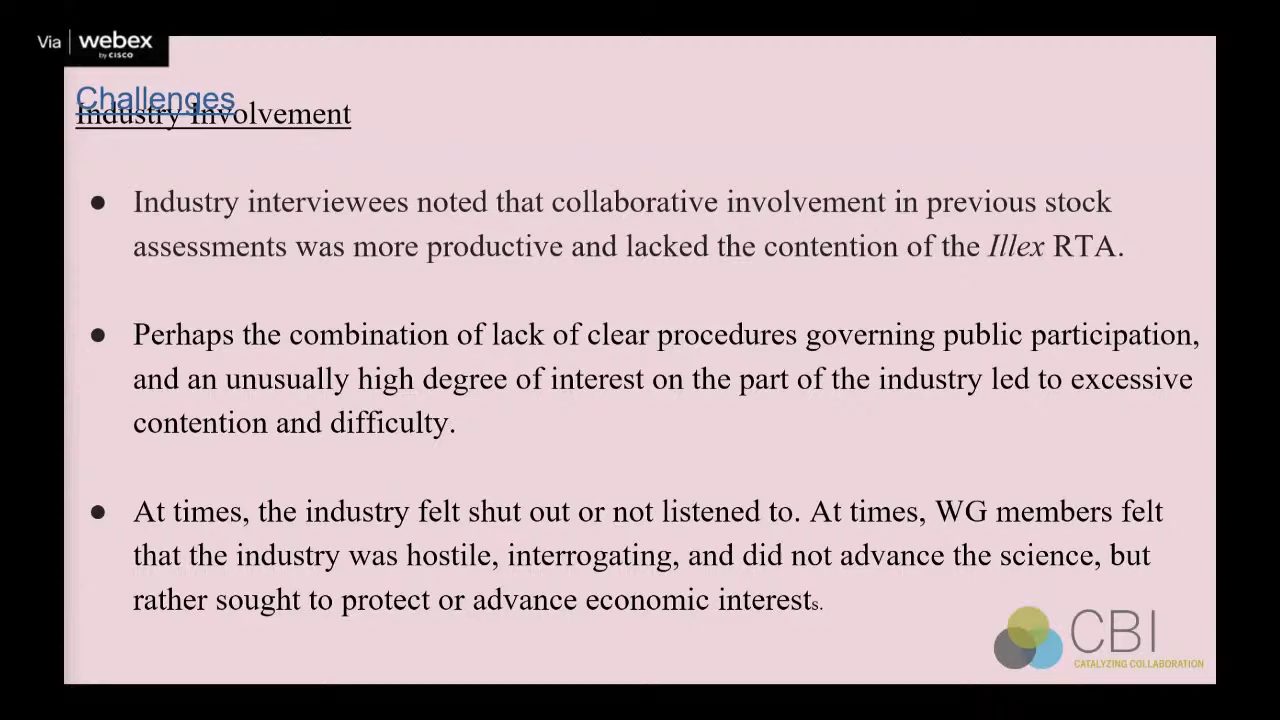 Via webex
by CISCO
Challenges
Industry Involvement
● Industry interviewees noted that collaborative involvement in previous stock
assessments was more productive and lacked the contention of the Illex RTA.
● Perhaps the combination of lack of clear procedures governing public participation,
and an unusually high degree of interest on the part of the industry led to excessive
contention and difficulty.
● At times, the industry felt shut out or not listened to. At times, WG members felt
that the industry was hostile, interrogating, and did not advance the science, but
rather sought to protect or advance economic interests.
CBI
CATALYZING COLLABORATION